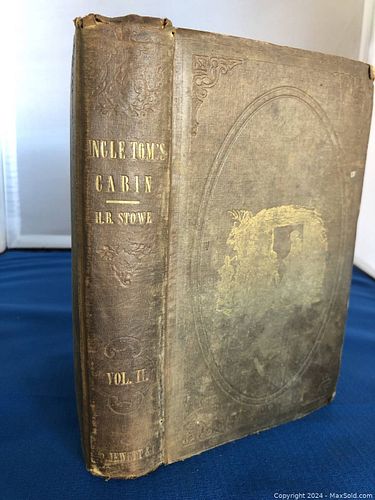 UNCLE TOM'S
CABIN
H.B. STOWE
VOL. II.
P. JEWETT &
Copyright © 2024 - MaxSold.com